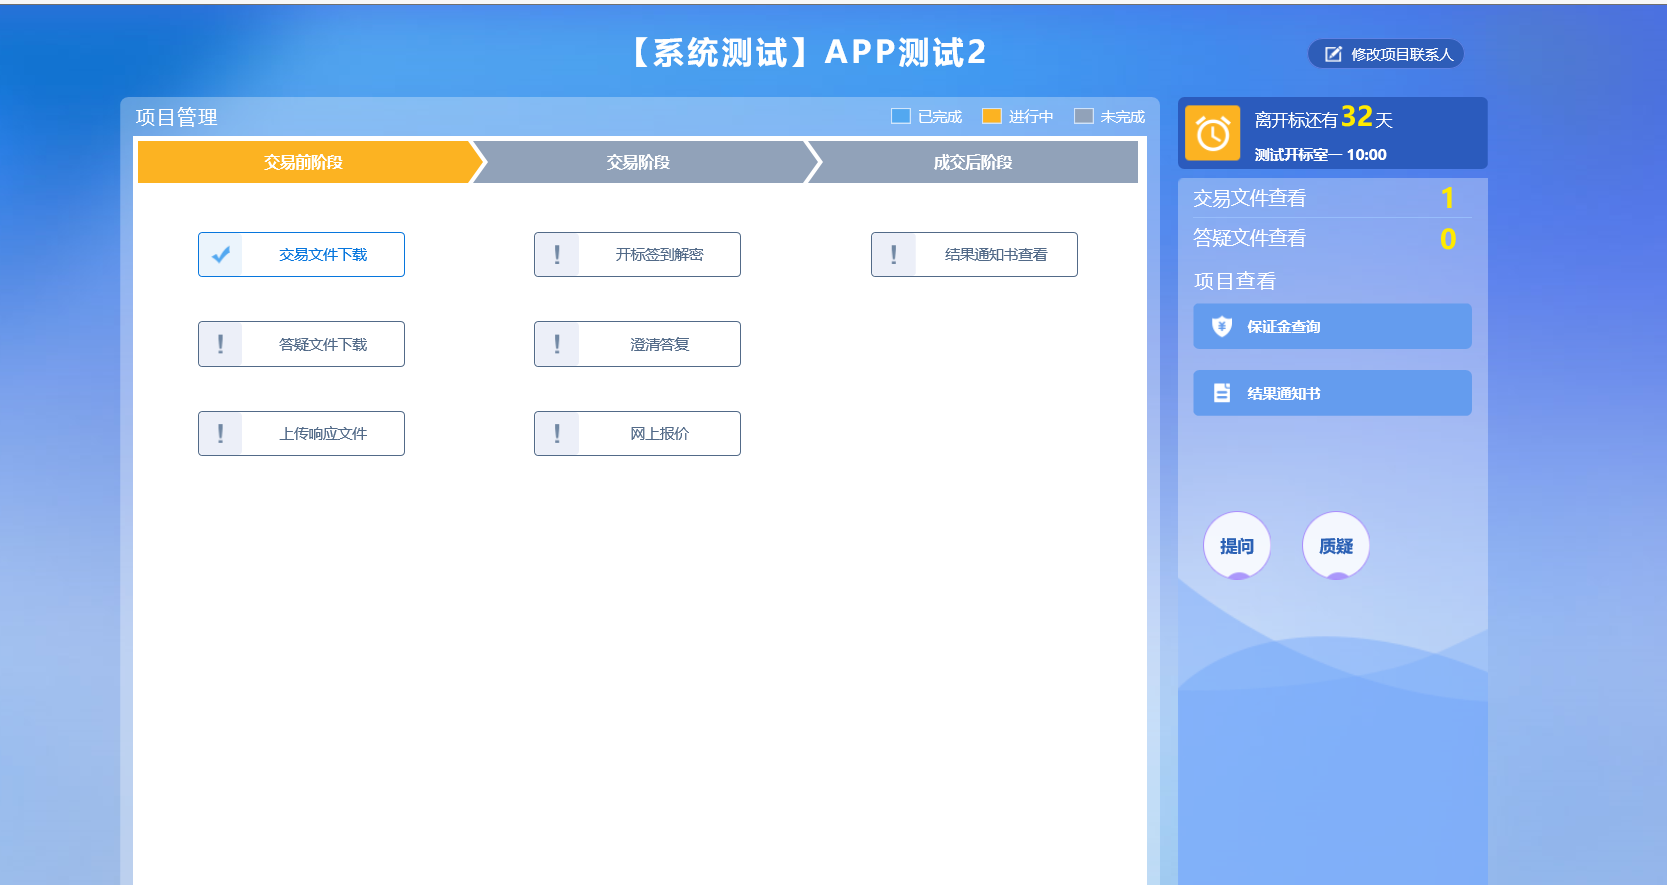 【系统测试】APP测试2
修改项目联系人
项目管理
已完成
进行中
未完成
交易前阶段
交易阶段
成交后阶段
交易文件下载
开标签到解密
结果通知书查看
答疑文件下载
澄清答复
上传响应文件
网上报价
离开标还有32天
测试开标室一 10:00
交易文件查看 1
答疑文件查看 0
项目查看
保证金查询
结果通知书
提问
质疑